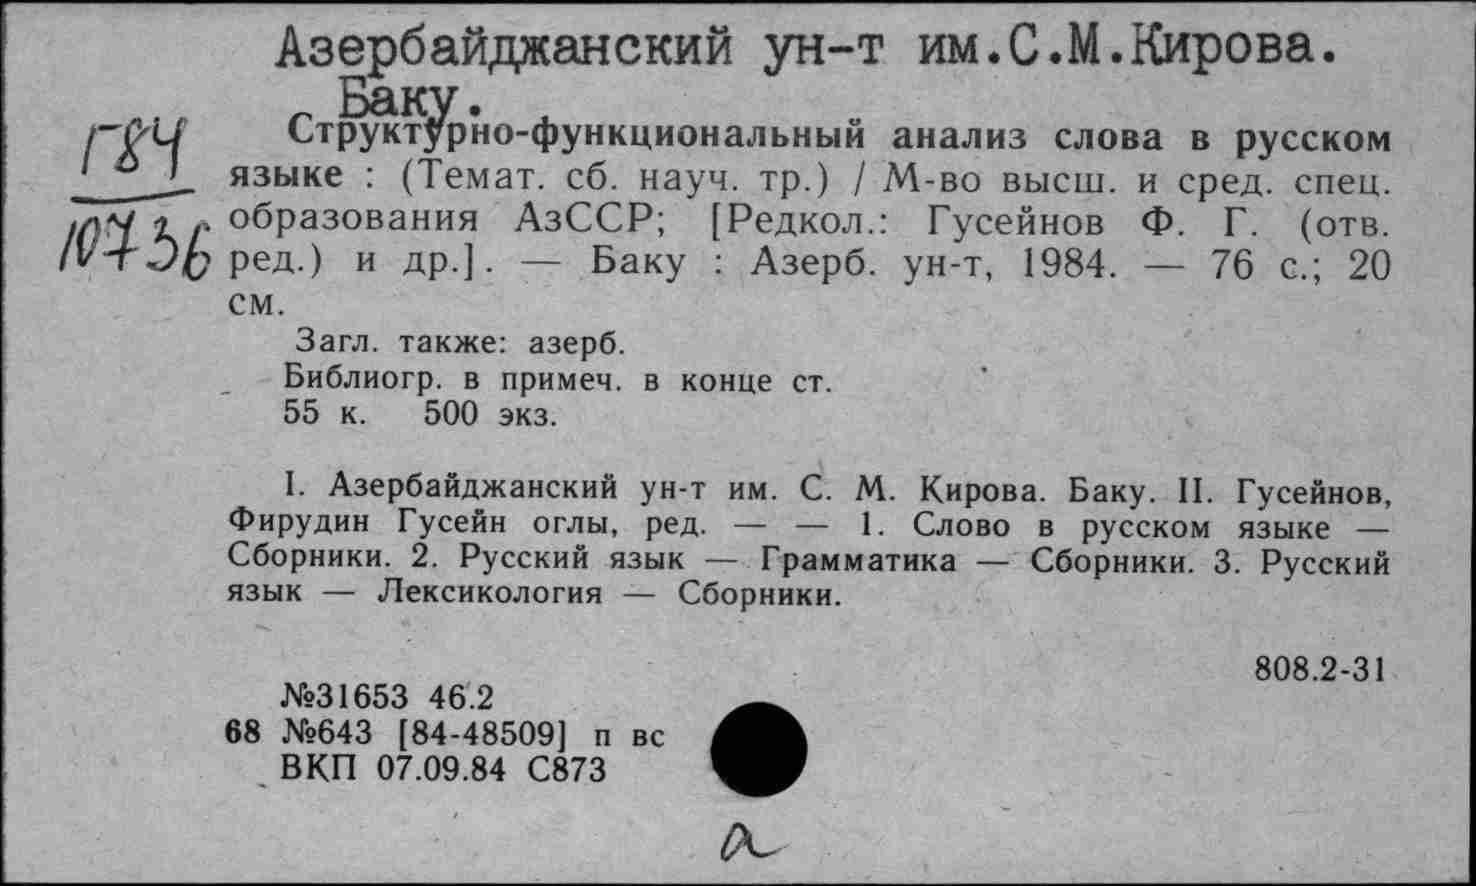 Азербайджанский ун-т им.С.М.Кирова.
Баку.
Г84
10736
Структурно-функциональный анализ слова в русском
языке : (Темат. сб. науч. тр.) / М-во высш. и сред. спец.
образования АзССР; [Редкол.: Гусейнов Ф. Г. (отв.
ред.) и др.]. — Баку : Азерб. ун-т, 1984. — 76 с.; 20
см.
Загл. также: азерб.
Библиогр. в примеч. в конце ст.
55 к. 500 экз.
I. Азербайджанский ун-т им. С. М. Кирова. Баку. II. Гусейнов,
Фирудин Гусейн оглы, ред. — — 1. Слово в русском языке —
Сборники. 2. Русский язык — Грамматика — Сборники. 3. Русский
язык — Лексикология — Сборники.
808.2-31
№31653 46.2
68 №643 [84-48509] п вс
ВКП 07.09.84 С873
а